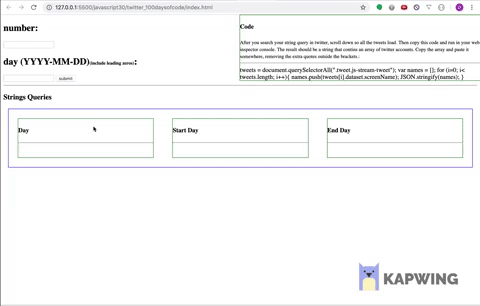 127.0.0.1:5500/javascript30/twitter_100daysofcode/index.html
number:
day (YYYY-MM-DD)(include leading zeros):
submit
Code
After you search your string query in twitter, scroll down so all the tweets load. Then copy this code and run in your web
inspector console. The result should be a string that contins an array of twitter accounts. Copy the array and paste it
somewhere, removing the extra quotes outside the brackets :
tweets = document.querySelectorAll(".tweet.js-stream-tweet"); var names = []; for (i=0; i<
tweets.length; i++){ names.push(tweets[i].dataset.screenName); JSON.stringify(names); }
Strings Queries
Day
Start Day
End Day
KAPWING